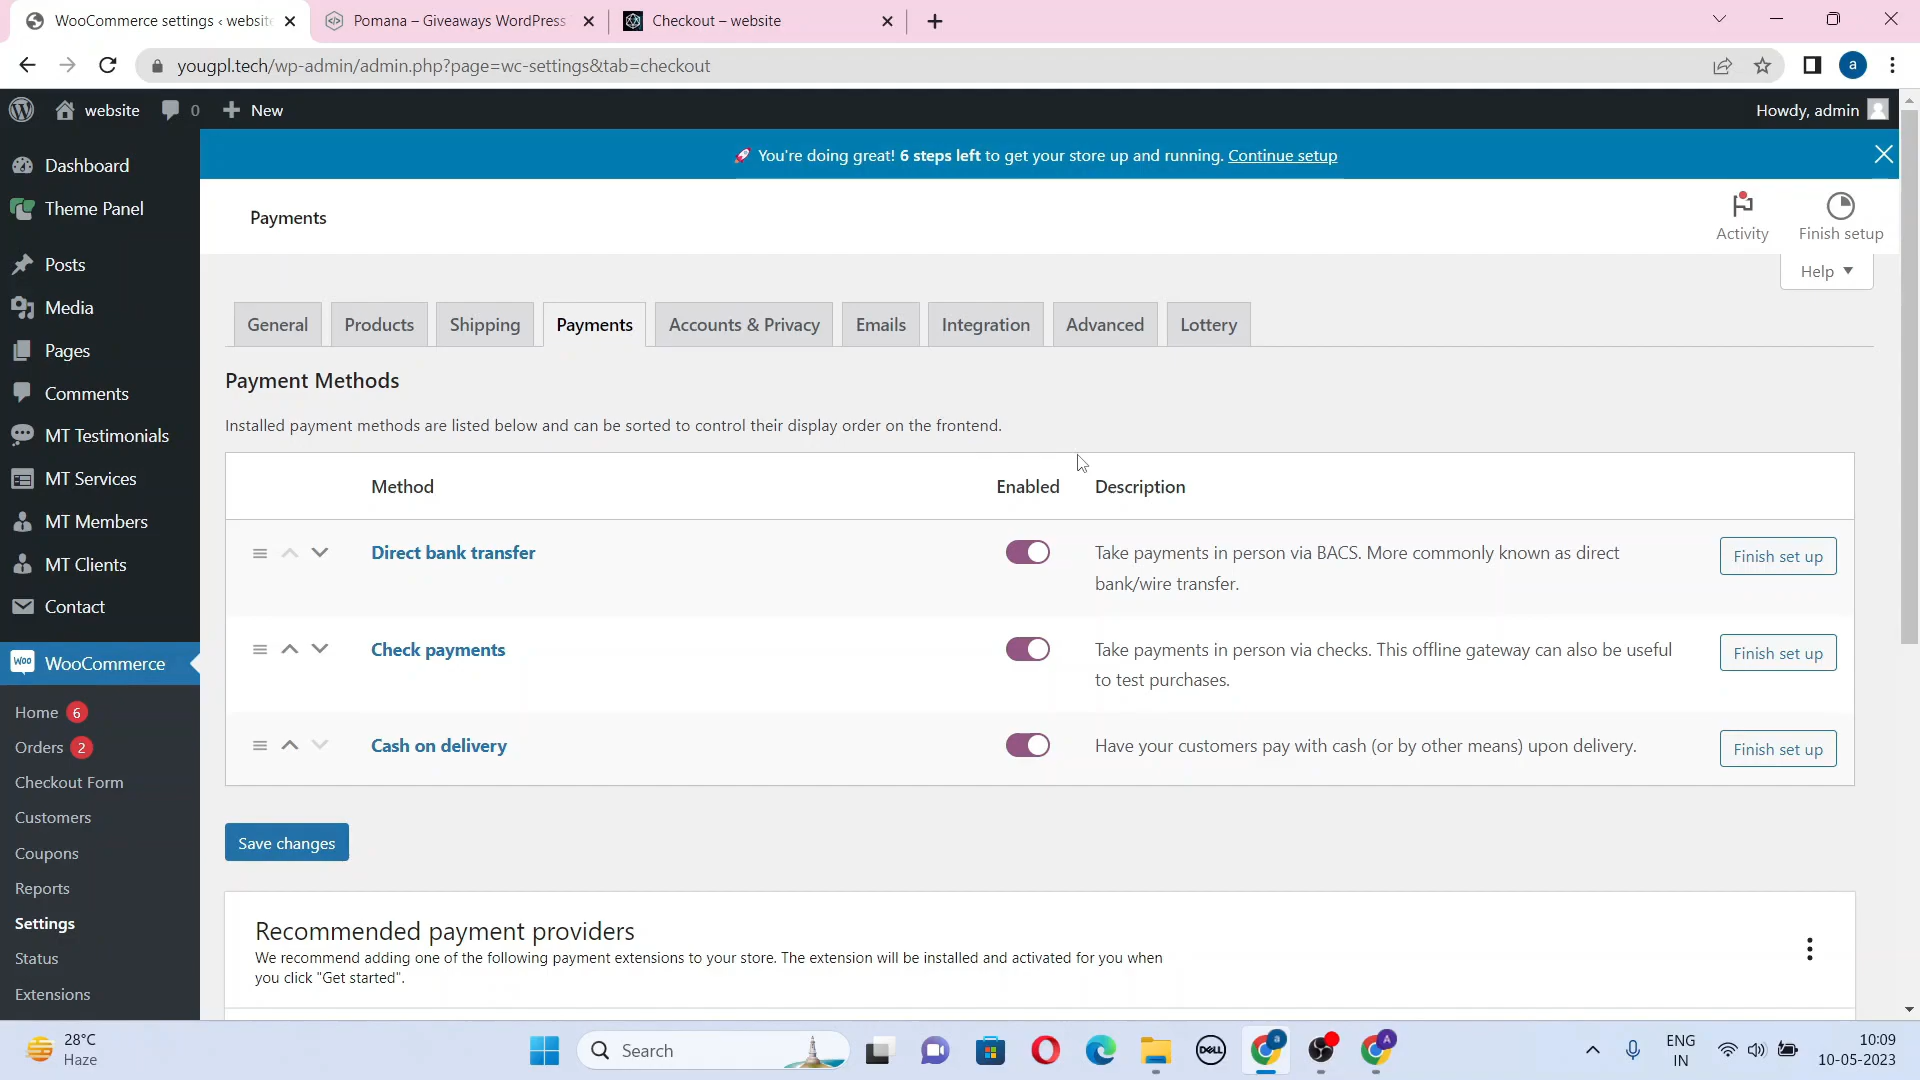 WooCommerce settings ‹ website
Pomana – Giveaways WordPress
Checkout – website
yougpl.tech/wp-admin/admin.php?page=wc-settings&tab=checkout
a
website
0
New
Howdy, admin
You're doing great! 6 steps left to get your store up and running. Continue setup
Dashboard
Theme Panel
Posts
Media
Pages
Comments
MT Testimonials
MT Services
MT Members
MT Clients
Contact
Woo WooCommerce
Home 6
Orders 2
Checkout Form
Customers
Coupons
Reports
Settings
Status
Extensions
Payments
Activity
Finish setup
Help
General
Products
Shipping
Payments
Accounts & Privacy
Emails
Integration
Advanced
Lottery
Payment Methods
Installed payment methods are listed below and can be sorted to control their display order on the frontend.
Method
Enabled
Description
Direct bank transfer
Take payments in person via BACS. More commonly known as direct
bank/wire transfer.
Finish set up
Check payments
Take payments in person via checks. This offline gateway can also be useful
to test purchases.
Finish set up
Cash on delivery
Have your customers pay with cash (or by other means) upon delivery.
Finish set up
Save changes
Recommended payment providers
We recommend adding one of the following payment extensions to your store. The extension will be installed and activated for you when
you click "Get started".
28°C
Haze
Search
DELL
a
A
ENG
IN
10:09
10-05-2023